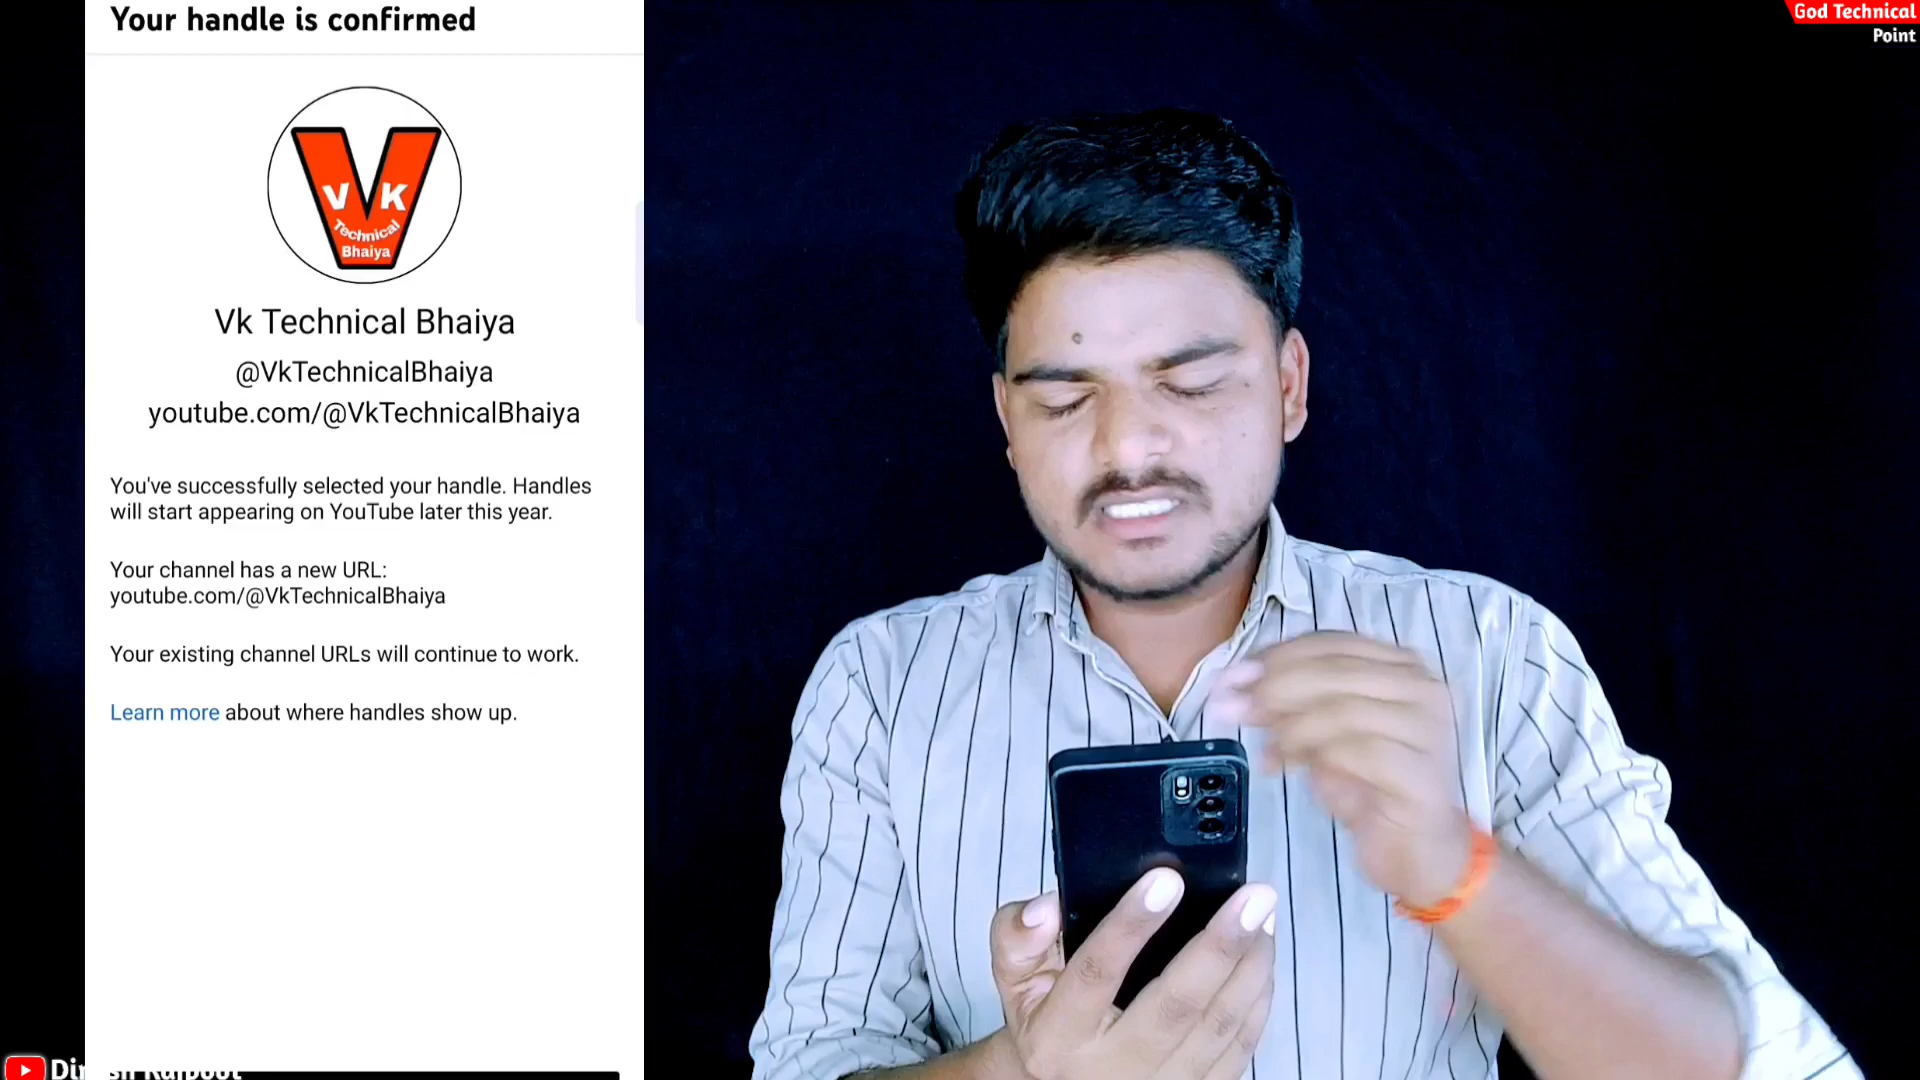 Your handle is confirmed
God Technical
Point
V K
Technical
Bhaiya
Vk Technical Bhaiya
@VkTechnicalBhaiya
youtube.com/@VkTechnicalBhaiya
You've successfully selected your handle. Handles
will start appearing on YouTube later this year.
Your channel has a new URL:
youtube.com/@VkTechnicalBhaiya
Your existing channel URLs will continue to work.
Learn more about where handles show up.